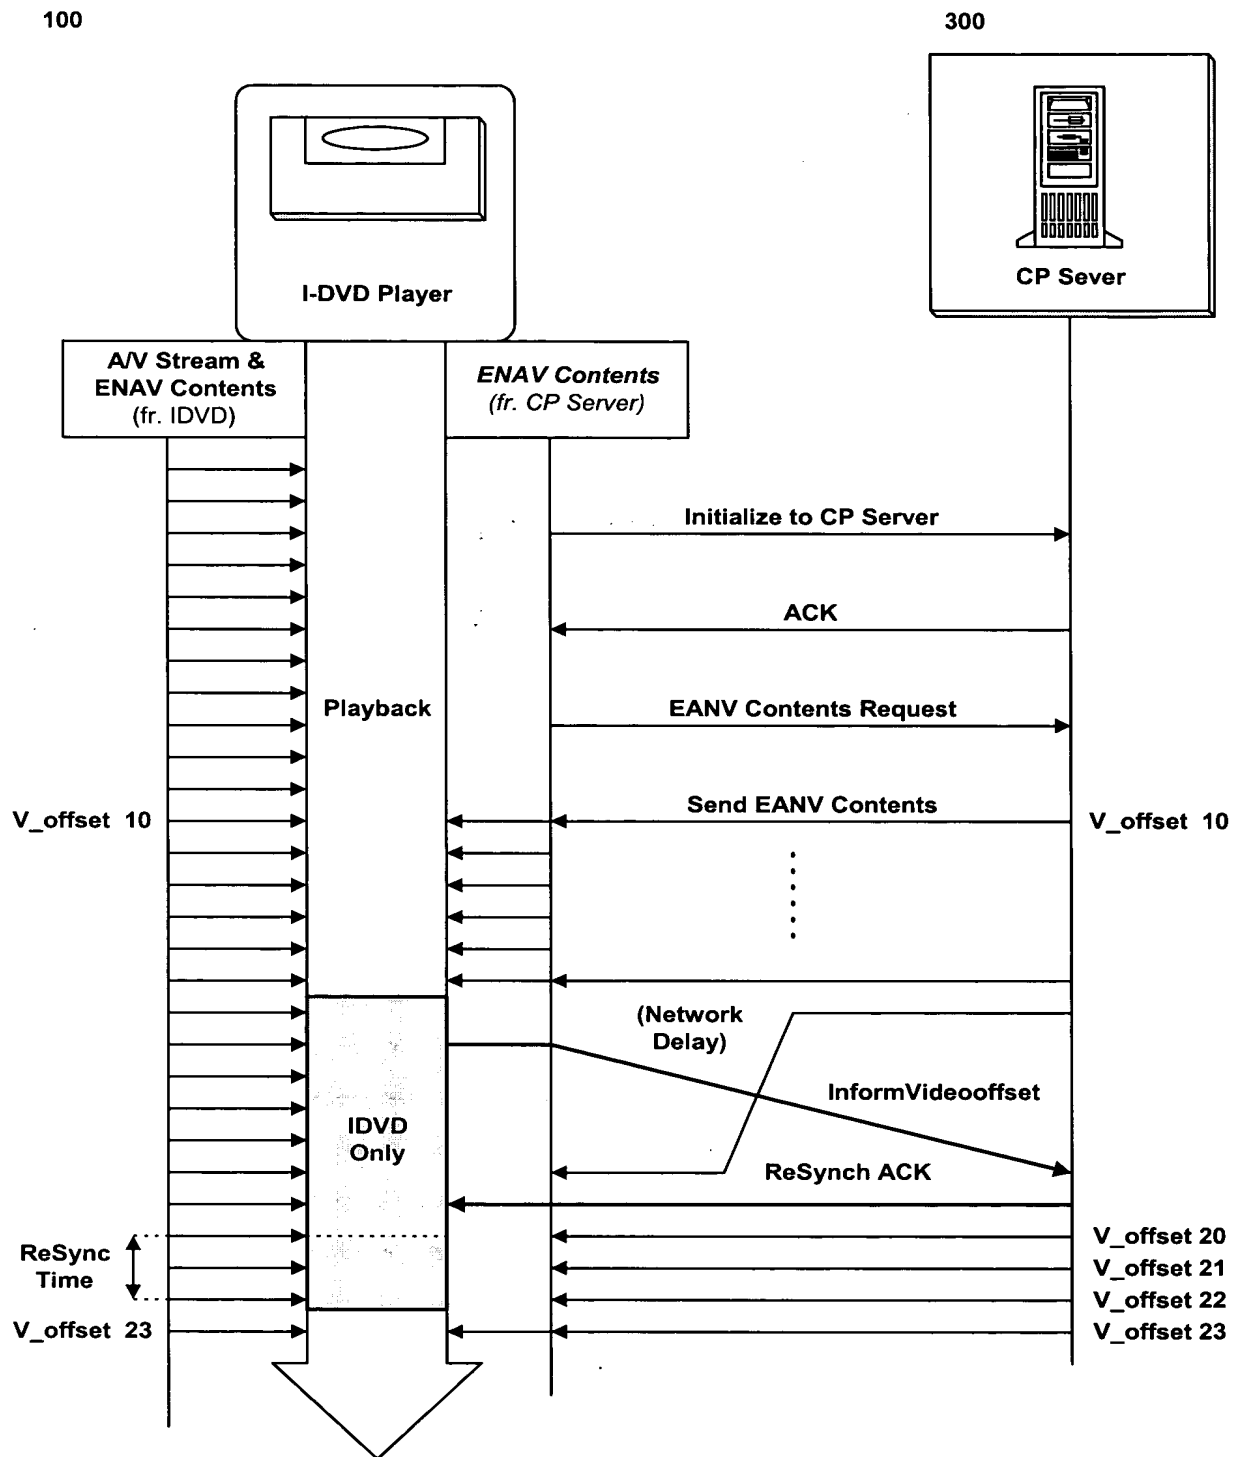 100
300
I-DVD Player
CP Sever
A/V Stream &
ENAV Contents
(fr. IDVD)
ENAV Contents
(fr. CP Server)
Initialize to CP Server
ACK
Playback
EANV Contents Request
Send EANV Contents
V_offset 10
V_offset 10
(Network
Delay)
InformVideooffset
IDVD
Only
ReSynch ACK
ReSync
Time
V_offset 20
V_offset 21
V_offset 22
V_offset 23
V_offset 23